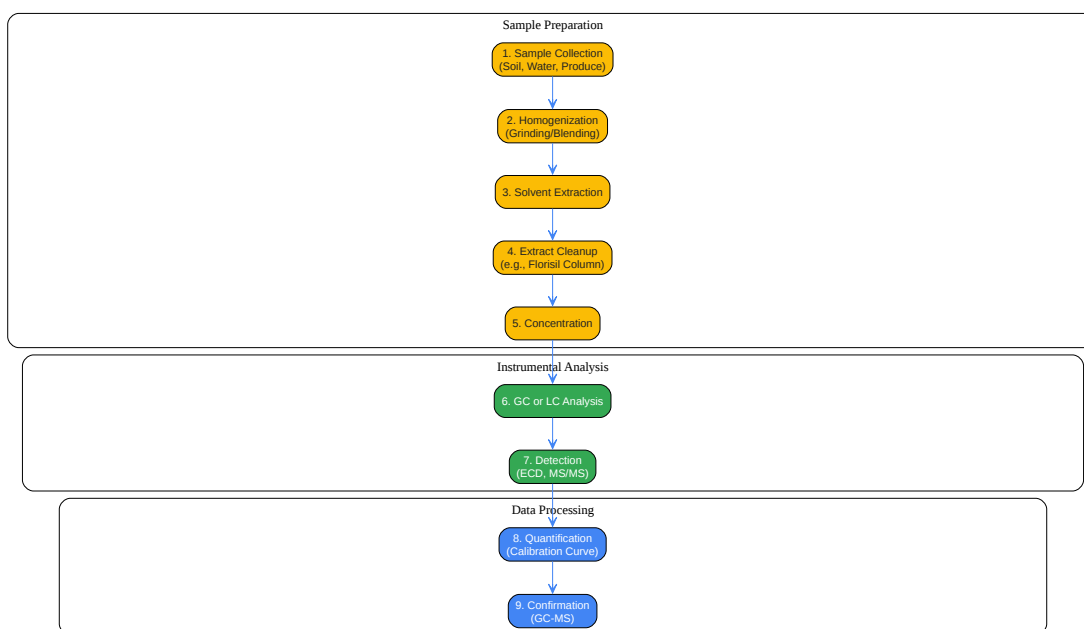 Sample Preparation
1. Sample Collection
(Soil, Water, Produce)
2. Homogenization
(Grinding/Blending)
3. Solvent Extraction
4. Extract Cleanup
(e.g., Florisil Column)
5. Concentration
Instrumental Analysis
6. GC or LC Analysis
7. Detection
(ECD, MS/MS)
Data Processing
8. Quantification
(Calibration Curve)
9. Confirmation
(GC-MS)